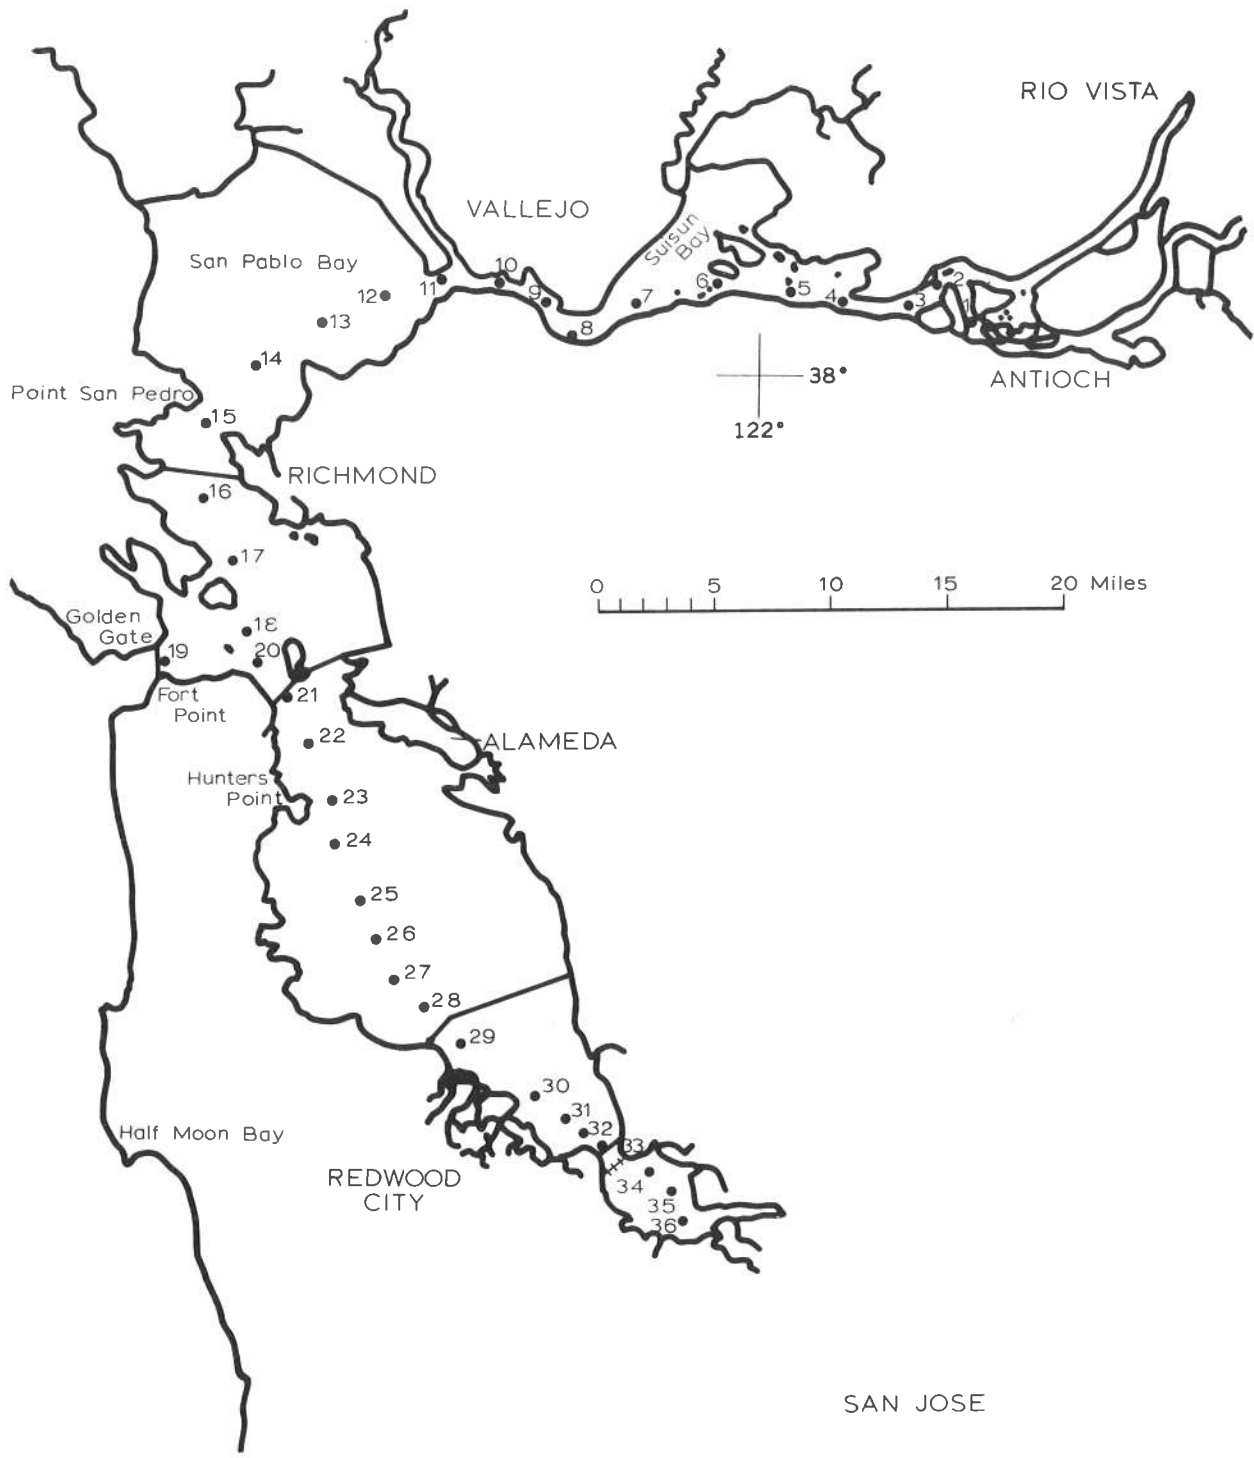 RIO VISTA
VALLEJO
San Pablo Bay
Suisun
Bay
1
2
3
4
5
6
7
8
9
10
11
12
13
14
38°
122°
ANTIOCH
Point San Pedro
15
RICHMOND
16
17
0 5 10 15 20 Miles
Golden
Gate
18
19
20
Fort
Point
21
22
ALAMEDA
Hunters
Point
23
24
25
26
27
28
29
30
31
32
33
Half Moon Bay
REDWOOD
CITY
34
35
36
SAN JOSE